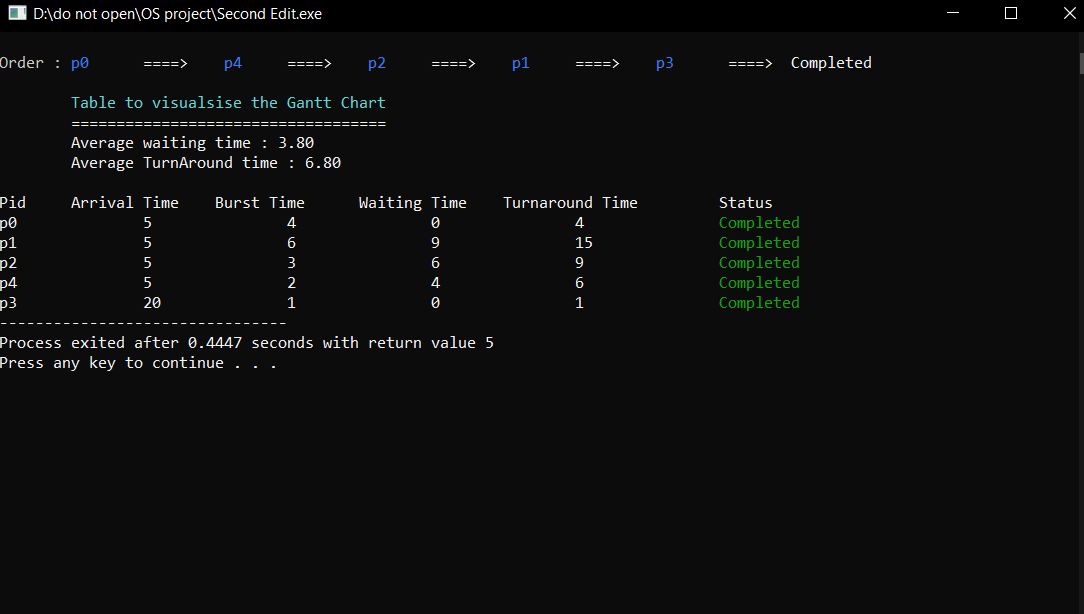 D:\do not open\OS project\Second Edit.exe
Order : p0 ====> p4 ====> p2 ====> p1 ====> p3 ====> Completed
Table to visualsise the Gantt Chart
===================================
Average waiting time : 3.80
Average TurnAround time : 6.80
Pid Arrival Time Burst Time Waiting Time Turnaround Time Status
p0 5 4 0 4 Completed
p1 5 6 9 15 Completed
p2 5 3 6 9 Completed
p4 5 2 4 6 Completed
p3 20 1 0 1 Completed
--------------------------------
Process exited after 0.4447 seconds with return value 5
Press any key to continue . . .